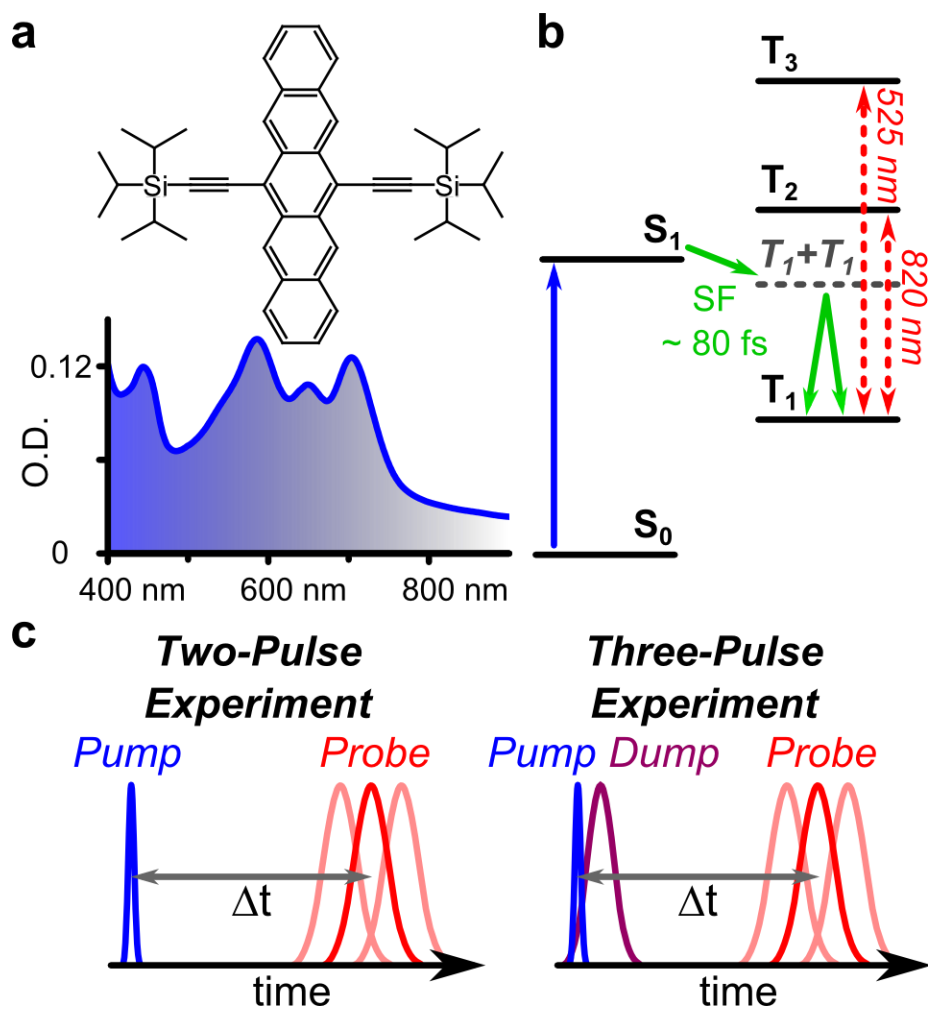 a
Si
Si
O.D.
0.12
0
400 nm
600 nm
800 nm
b
T3
525 nm
T2
820 nm
S1
T1+T1
SF
~ 80 fs
T1
S0
c
Two-Pulse
Experiment
Pump
Probe
Δt
time
Three-Pulse
Experiment
Pump
Dump
Probe
Δt
time